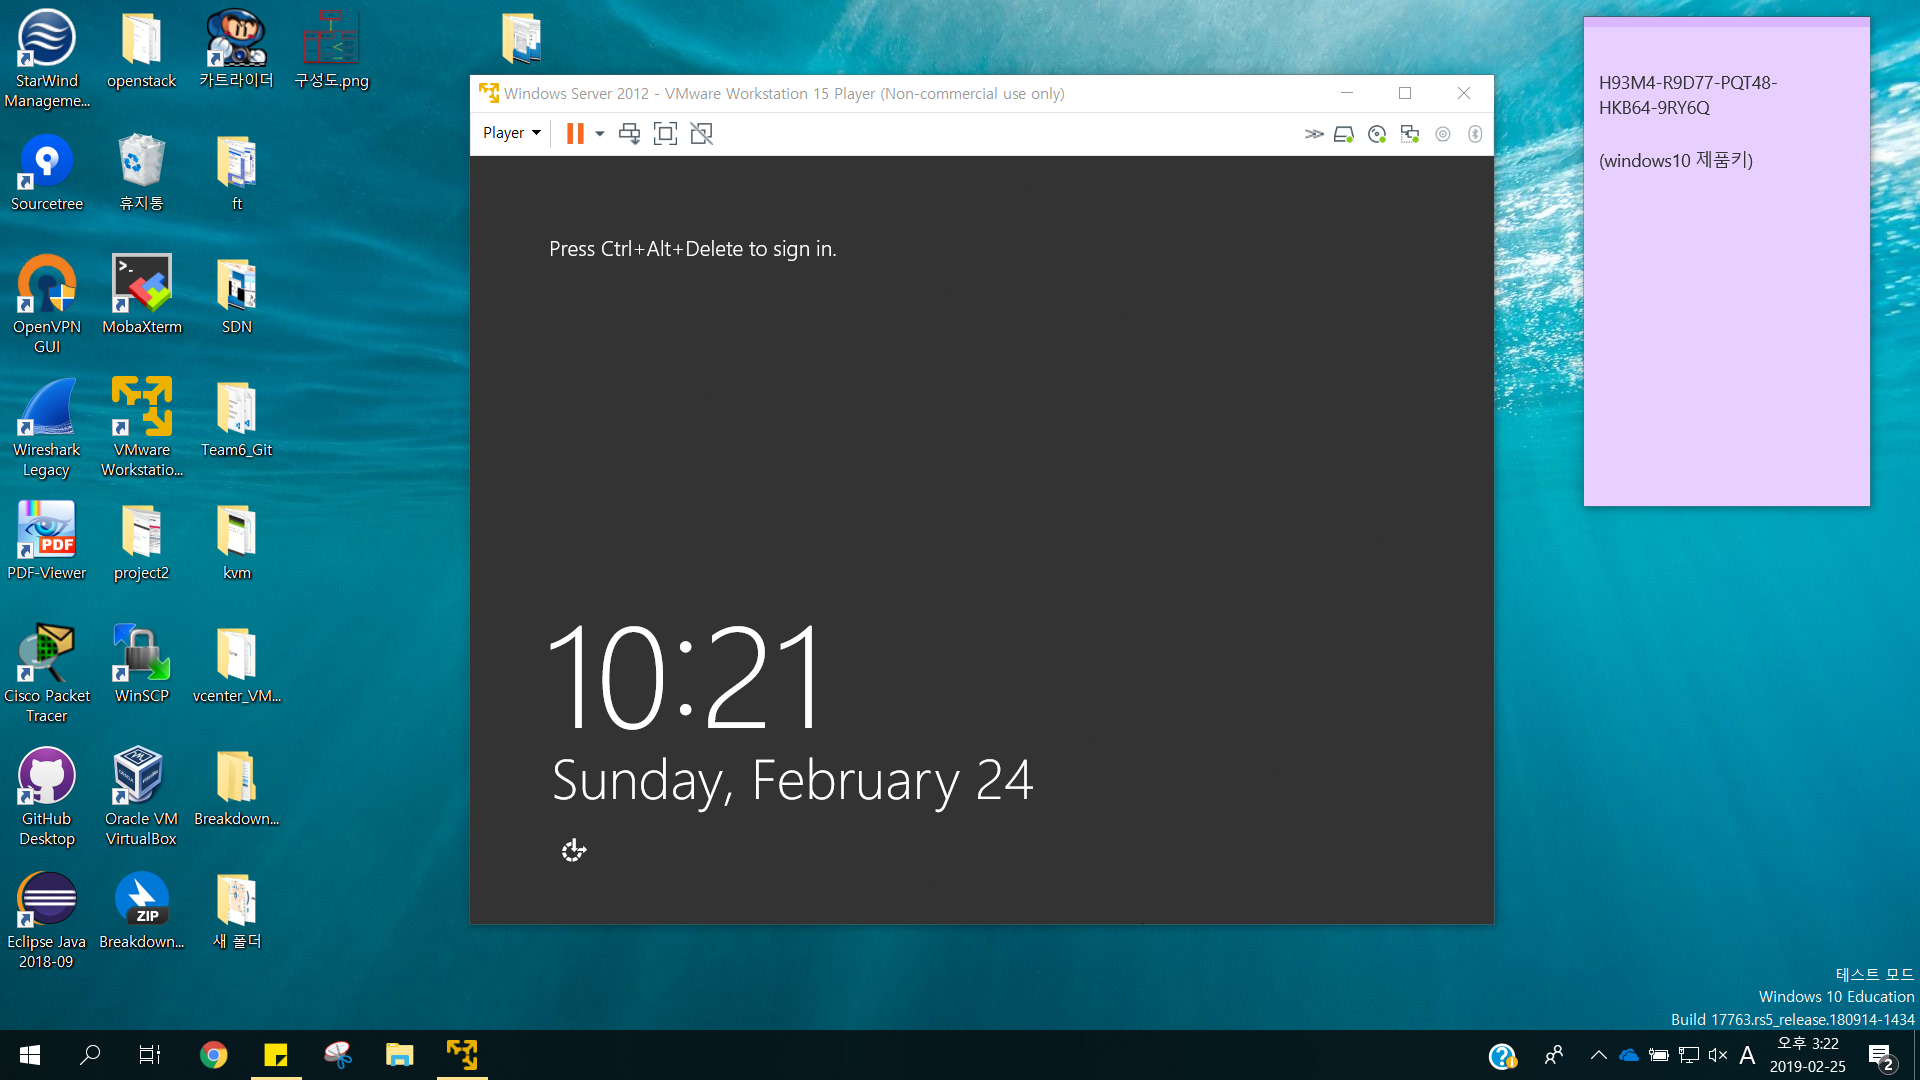 StarWind
Manageme...
openstack
카트라이더
구성도.png
Sourcetree
휴지통
ft
OpenVPN
GUI
MobaXterm
SDN
Wireshark
Legacy
VMware
Workstatio...
Team6_Git
PDF
PDF-Viewer
project2
kvm
Cisco Packet
Tracer
WinSCP
vcenter_VM...
GitHub
Desktop
Oracle VM
VirtualBox
Breakdown...
Eclipse Java
2018-09
ZIP
Breakdown...
새 폴더
Windows Server 2012 - VMware Workstation 15 Player (Non-commercial use only)
Player
Press Ctrl+Alt+Delete to sign in.
10:21
Sunday, February 24
H93M4-R9D77-PQT48-
HKB64-9RY6Q
(windows10 제품키)
테스트 모드
Windows 10 Education
Build 17763.rs5_release.180914-1434
A
오후 3:22
2019-02-25
2